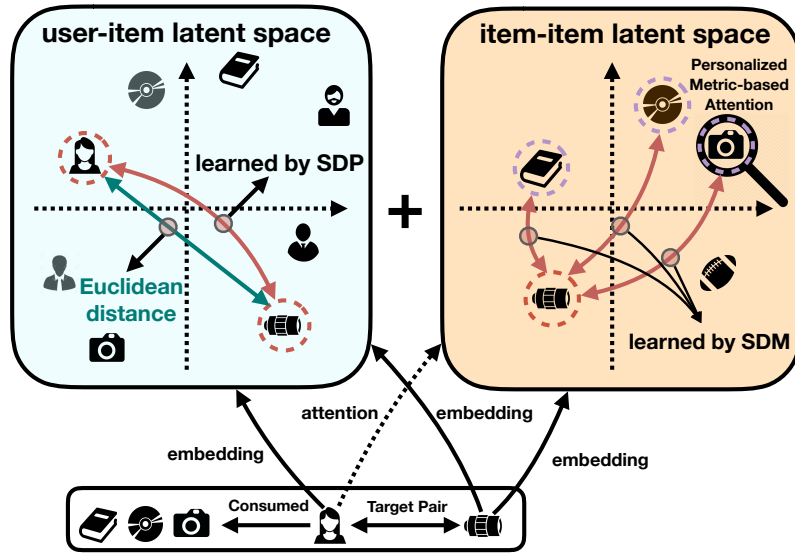 user-item latent space
item-item latent space
Personalized
Metric-based
Attention
learned by SDP
+
Euclidean
distance
learned by SDM
attention
embedding
embedding
embedding
Consumed
Target Pair